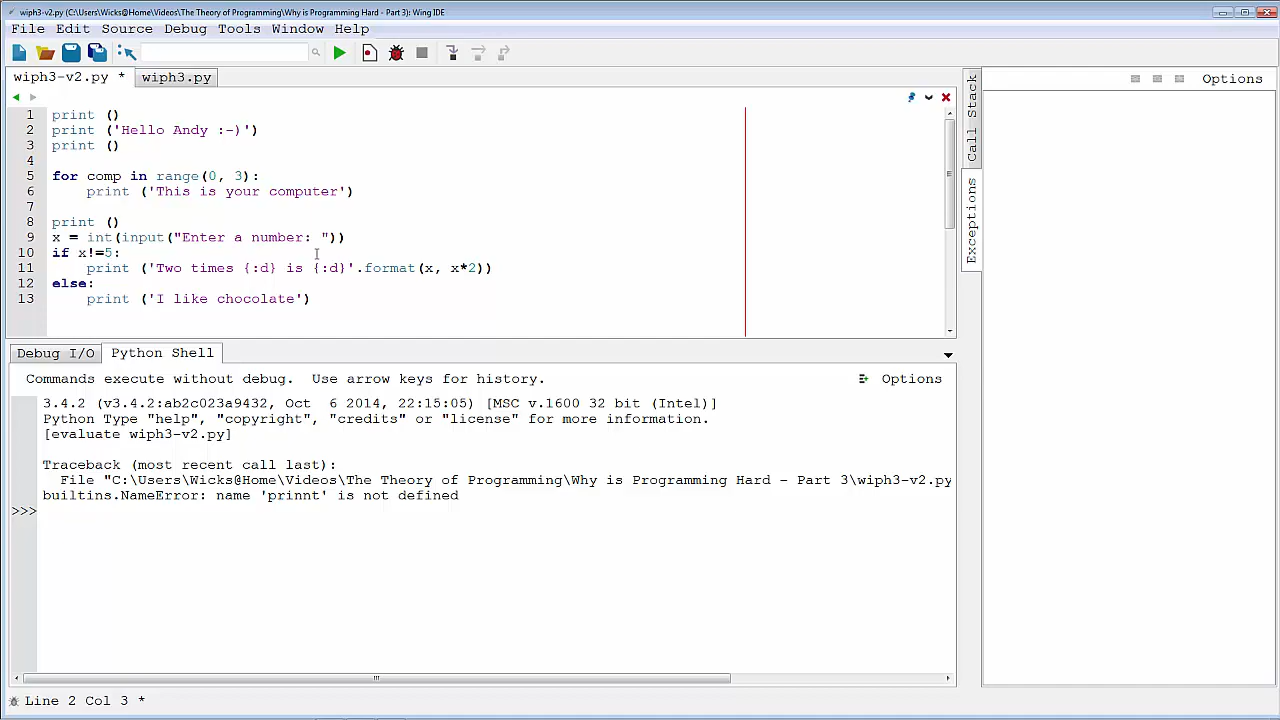 wiph3-v2.py (C:\Users\Wicks@Home\Videos\The Theory of Programming\Why is Programming Hard - Part 3): Wing IDE
File Edit Source Debug Tools Window Help
wiph3-v2.py * wiph3.py
Options
1 print ()
2 print ('Hello Andy :-)')
3 print ()
4
5 for comp in range(0, 3):
6 print ('This is your computer')
7
8 print ()
9 x = int(input("Enter a number: "))
10 if x!=5:
11 print ('Two times {:d} is {:d}'.format(x, x*2))
12 else:
13 print ('I like chocolate')
Call Stack
Exceptions
Debug I/O Python Shell
Commands execute without debug. Use arrow keys for history.
Options
3.4.2 (v3.4.2:ab2c023a9432, Oct 6 2014, 22:15:05) [MSC v.1600 32 bit (Intel)]
Python Type "help", "copyright", "credits" or "license" for more information.
[evaluate wiph3-v2.py]
Traceback (most recent call last):
File "C:\Users\Wicks@Home\Videos\The Theory of Programming\Why is Programming Hard - Part 3\wiph3-v2.py
builtins.NameError: name 'prinnt' is not defined
>>>
Line 2 Col 3 *